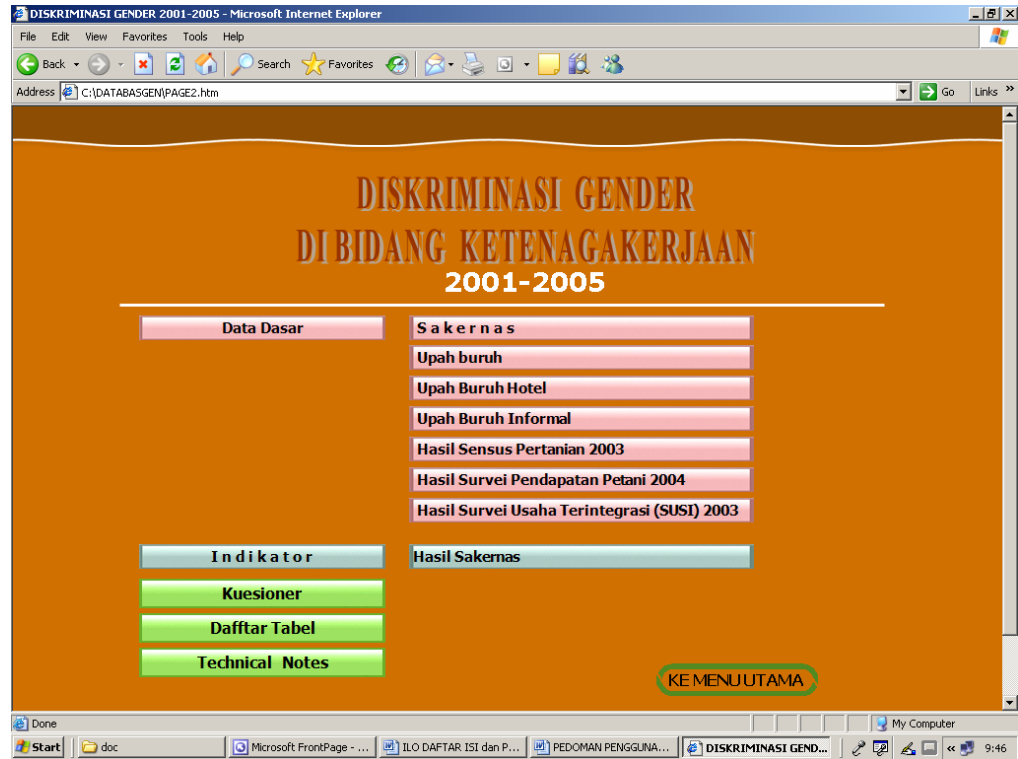 DISKRIMINASI GENDER 2001-2005 - Microsoft Internet Explorer
File Edit View Favorites Tools Help
Back Search Favorites
Address C:\DATABASGEN\PAGE2.htm Go Links »
DISKRIMINASI GENDER
DI BIDANG KETENAGAKERJAAN
2001-2005
Data Dasar S a k e r n a s
Upah buruh
Upah Buruh Hotel
Upah Buruh Informal
Hasil Sensus Pertanian 2003
Hasil Survei Pendapatan Petani 2004
Hasil Survei Usaha Terintegrasi (SUSI) 2003
I n d i k a t o r Hasil Sakernas
Kuesioner
Dafftar Tabel
Technical Notes
KE MENU UTAMA
Done My Computer
Start doc Microsoft FrontPage - ... ILO DAFTAR ISI dan P... PEDOMAN PENGGUNA... DISKRIMINASI GEND... « 9:46